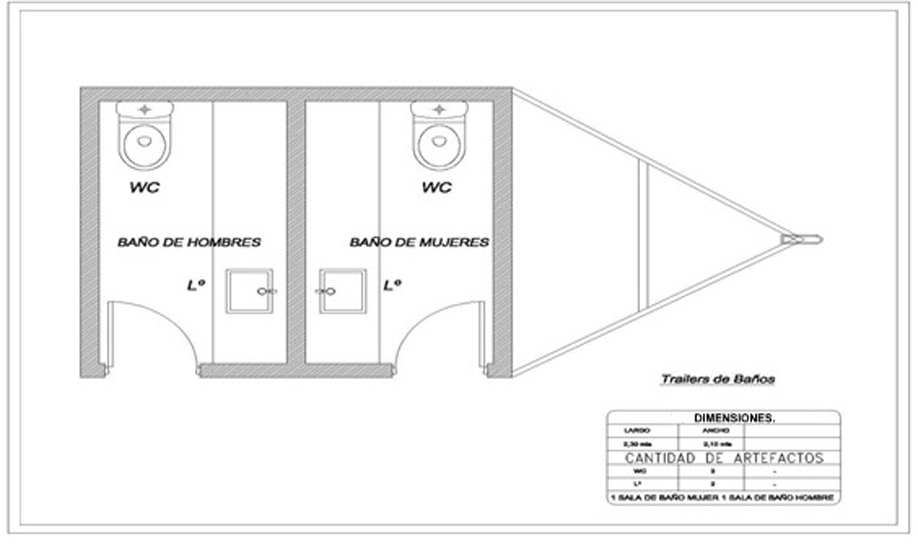 WC
WC
BAÑO DE HOMBRES
BAÑO DE MUJERES
Lº
Lº
Trailers de Baños
DIMENSIONES.
LARGO ANCHO
2,30 mts 2,10 mts
CANTIDAD DE ARTEFACTOS
WC 2 -
Lº 2 -
1 SALA DE BAÑO MUJER 1 SALA DE BAÑO HOMBRE